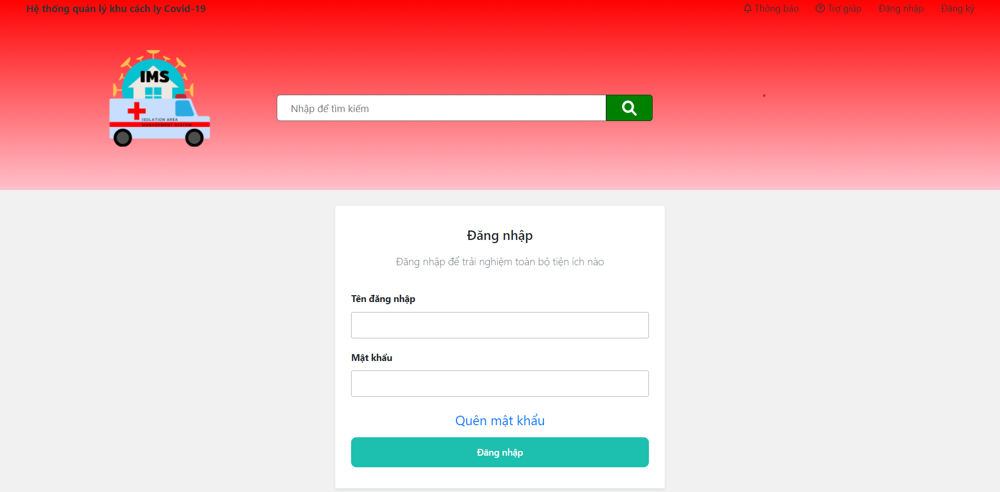 Hệ thống quản lý khu cách ly Covid-19
Thông báo
Trợ giúp
Đăng nhập
Đăng ký
IMS
ISOLATION AREA
MANAGEMENT SYSTEM
Nhập để tìm kiếm
Đăng nhập
Đăng nhập để trải nghiệm toàn bộ tiện ích nào
Tên đăng nhập
Mật khẩu
Quên mật khẩu
Đăng nhập